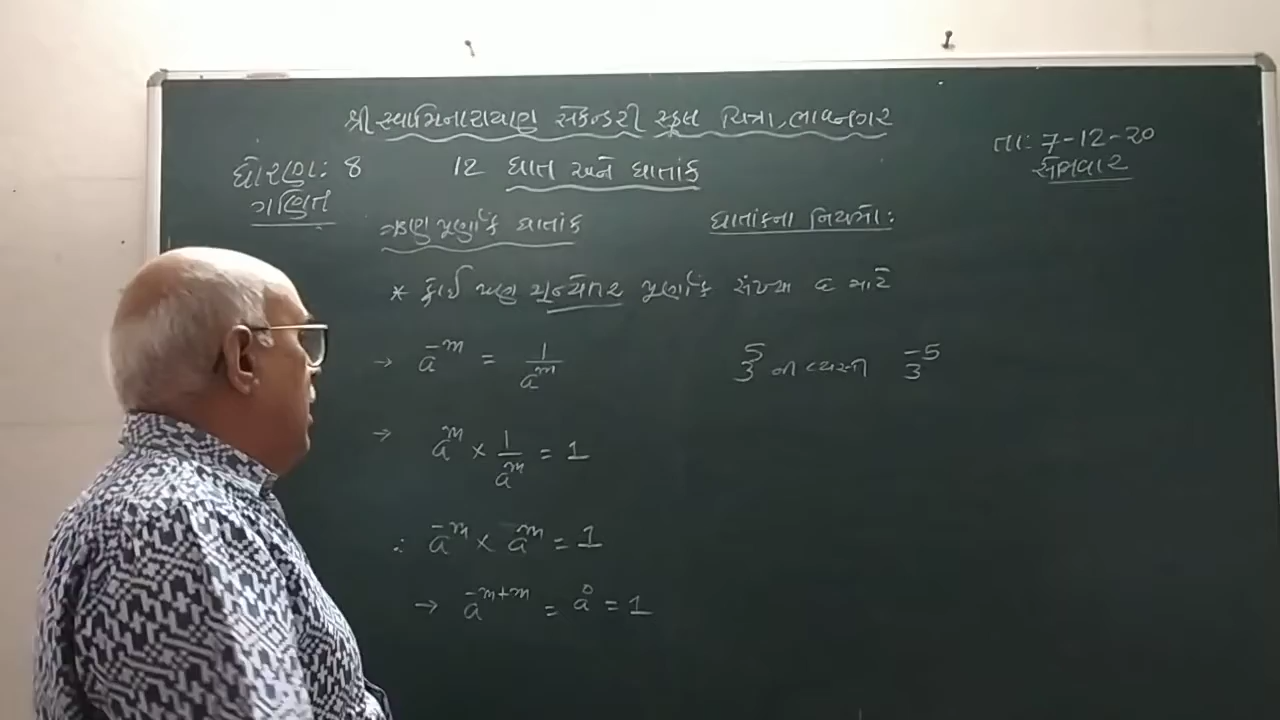 શ્રી સ્વામિનારાયણ સેકન્ડરી સ્કૂલ ચિત્રા, ભાવનગર
તા: 7-12-20
સોમવાર
ધોરણ: 8
ગણિત
12 ઘાત અને ઘાતાંક
ઋણ પૂર્ણાંક ઘાતાંક
ઘાતાંકના નિયમો:
* કોઈ પણ શૂન્યેતર પૂર્ણાંક સંખ્યા a માટે
→ a⁻ᵐ = 1/aᵐ
3⁵ ની વ્યસ્તી 3⁻⁵
→ aᵐ × 1/aᵐ = 1
∴ a⁻ᵐ × aᵐ = 1
→ a⁻ᵐ⁺ᵐ = a⁰ = 1